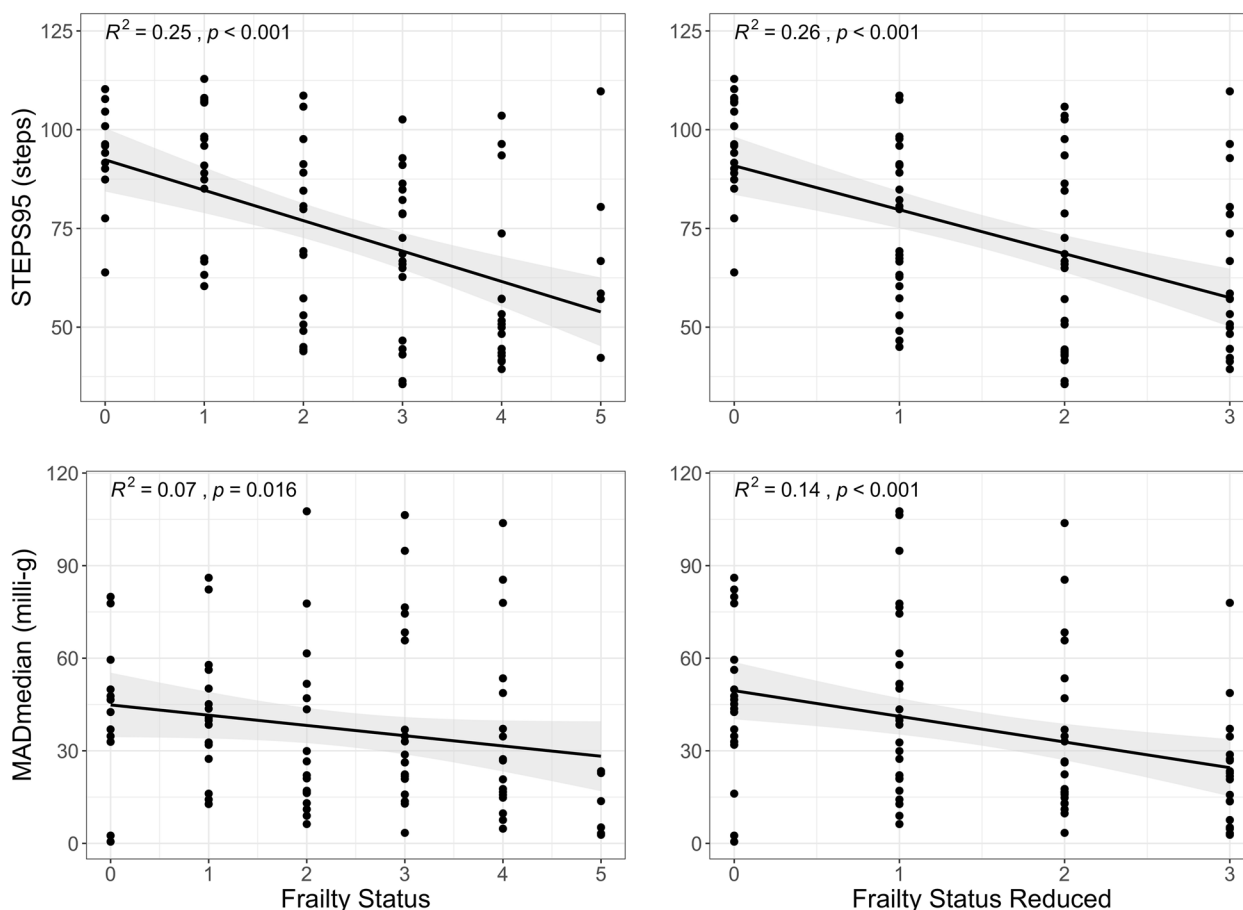 R² = 0.25 , p < 0.001
R² = 0.26 , p < 0.001
STEPS95 (steps)
125
100
75
50
0 1 2 3 4 5
125
100
75
50
0 1 2 3
R² = 0.07 , p = 0.016
R² = 0.14 , p < 0.001
MADmedian (milli-g)
120
90
60
30
0
0 1 2 3 4 5
Frailty Status
120
90
60
30
0
0 1 2 3
Frailty Status Reduced